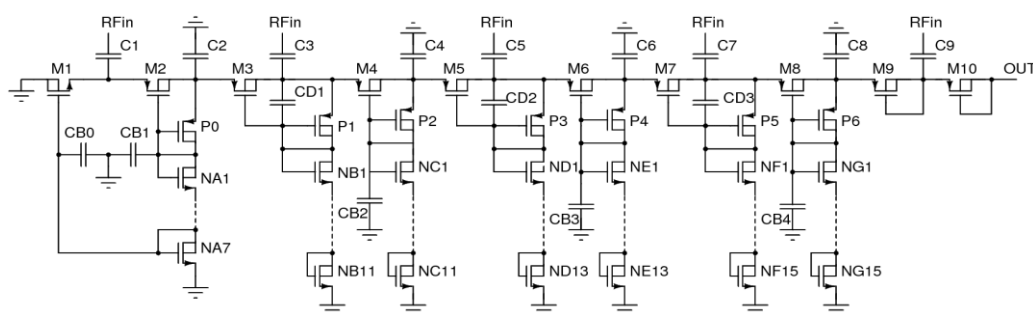 RFin RFin RFin RFin RFin
C1 C2 C3 C4 C5 C6 C7 C8 C9
M1 M2 M3 M4 M5 M6 M7 M8 M9 M10 OUT
CD1 CD2 CD3
P0 P1 P2 P3 P4 P5 P6
CB0 CB1
NA1 NB1 NC1 ND1 NE1 NF1 NG1
CB2 CB3 CB4
NA7
NB11 NC11 ND13 NE13 NF15 NG15